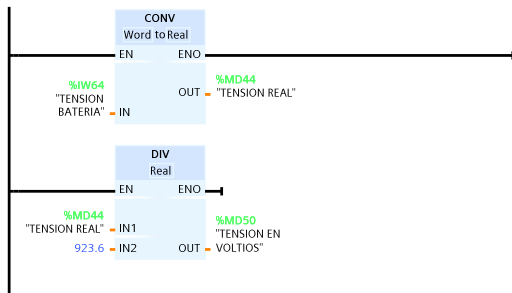 CONV
Word to Real
EN ENO
%IW64
"TENSION
BATERIA" IN
%MD44
OUT "TENSION REAL"
DIV
Real
EN ENO
%MD44
"TENSION REAL" IN1
923.6 IN2
%MD50
"TENSION EN
OUT VOLTIOS"